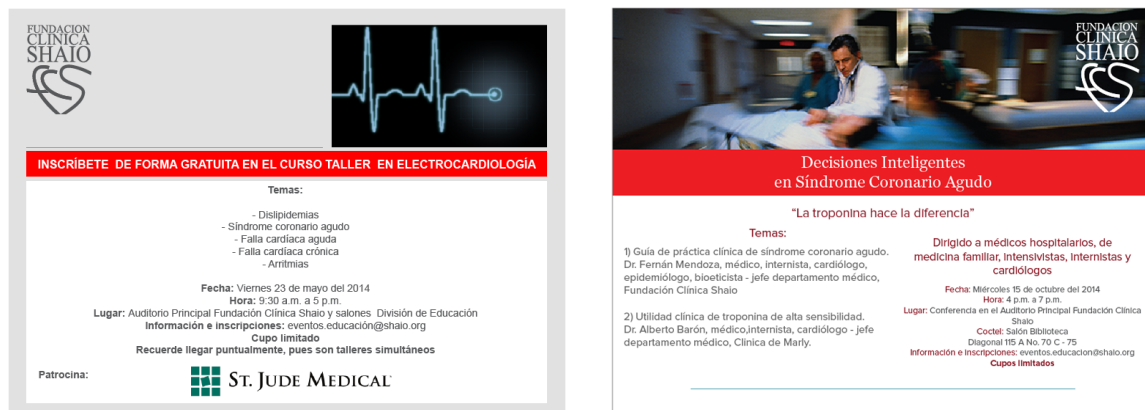 FUNDACION
CLINICA
SHAIO
INSCRÍBETE DE FORMA GRATUITA EN EL CURSO TALLER EN ELECTROCARDIOLOGÍA
Temas:
- Dislipidemias
- Síndrome coronario agudo
- Falla cardíaca aguda
- Falla cardíaca crónica
- Arritmias
Fecha: Viernes 23 de mayo del 2014
Hora: 9:30 a.m. a 5 p.m.
Lugar: Auditorio Principal Fundación Clínica Shaio y salones División de Educación
Información e inscripciones: eventos.educación@shaio.org
Cupo limitado
Recuerde llegar puntualmente, pues son talleres simultáneos
Patrocina:
ST. JUDE MEDICAL
FUNDACION
CLINICA
SHAIO
Decisiones Inteligentes
en Síndrome Coronario Agudo
“La troponina hace la diferencia”
Temas:
1) Guía de práctica clínica de síndrome coronario agudo.
Dr. Fernán Mendoza, médico, internista, cardiólogo,
epidemiólogo, bioeticista - jefe departamento médico,
Fundación Clínica Shaio
2) Utilidad clínica de troponina de alta sensibilidad.
Dr. Alberto Barón, médico,internista, cardiólogo - jefe
departamento médico, Clínica de Marly.
Dirigido a médicos hospitalarios, de
medicina familiar, intensivistas, internistas y
cardiólogos
Fecha: Miércoles 15 de octubre del 2014
Hora: 4 p.m. a 7 p.m.
Lugar: Conferencia en el Auditorio Principal Fundación Clínica
Shaio
Coctel: Salón Biblioteca
Diagonal 115 A No. 70 C - 75
Información e Inscripciones: eventos.educacion@shaio.org
Cupos limitados